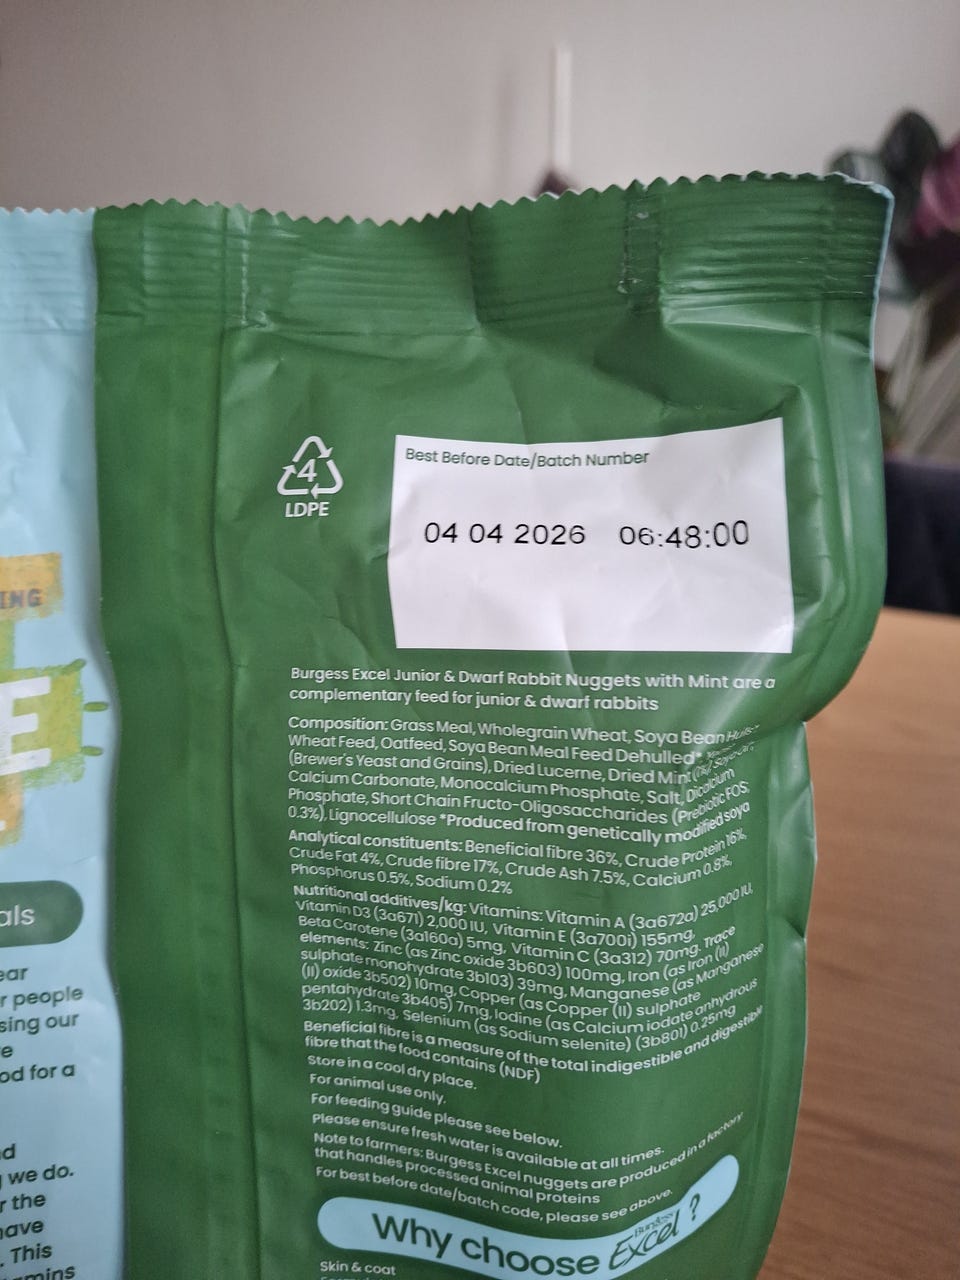 4
LDPE
Best Before Date/Batch Number
04 04 2026 06:48:00
Burgess Excel Junior & Dwarf Rabbit Nuggets with Mint are a
complementary feed for junior & dwarf rabbits
Composition: Grass Meal, Wholegrain Wheat, Soya Bean Hulls*,
Wheat Feed, Oatfeed, Soya Bean Meal Feed Dehulled*,
(Brewer's Yeast and Grains), Dried Lucerne, Dried Mint (1%), Soya Oil*,
Calcium Carbonate, Monocalcium Phosphate, Salt, Dicalcium
Phosphate, Short Chain Fructo-Oligosaccharides (Prebiotic FOS,
0.3%), Lignocellulose *Produced from genetically modified soya
Analytical constituents: Beneficial fibre 36%, Crude Protein 16%,
Crude Fat 4%, Crude fibre 17%, Crude Ash 7.5%, Calcium 0.8%,
Phosphorus 0.5%, Sodium 0.2%
Nutritional additives/kg: Vitamins: Vitamin A (3a672a) 25,000 IU,
Vitamin D3 (3a671) 2,000 IU, Vitamin E (3a700i) 155mg,
Beta Carotene (3a160a) 5mg, Vitamin C (3a312) 70mg. Trace
elements: Zinc (as Zinc oxide 3b603) 100mg, Iron (as Iron (II)
sulphate monohydrate 3b103) 39mg, Manganese (as Manganese
(II) oxide 3b502) 10mg, Copper (as Copper (II) sulphate
pentahydrate 3b405) 7mg, Iodine (as Calcium iodate anhydrous
3b202) 1.3mg, Selenium (as Sodium selenite) (3b801) 0.25mg
Beneficial fibre is a measure of the total indigestible and digestible
fibre that the food contains (NDF)
Store in a cool dry place.
For animal use only.
For feeding guide please see below.
Please ensure fresh water is available at all times.
Note to farmers: Burgess Excel nuggets are produced in a factory
that handles processed animal proteins
For best before date/batch code, please see above.
Why choose Burgess Excel ?
Skin & coat
ING
E
als
ear
r people
sing our
e
od for a
d
we do.
r the
have
. This
amins